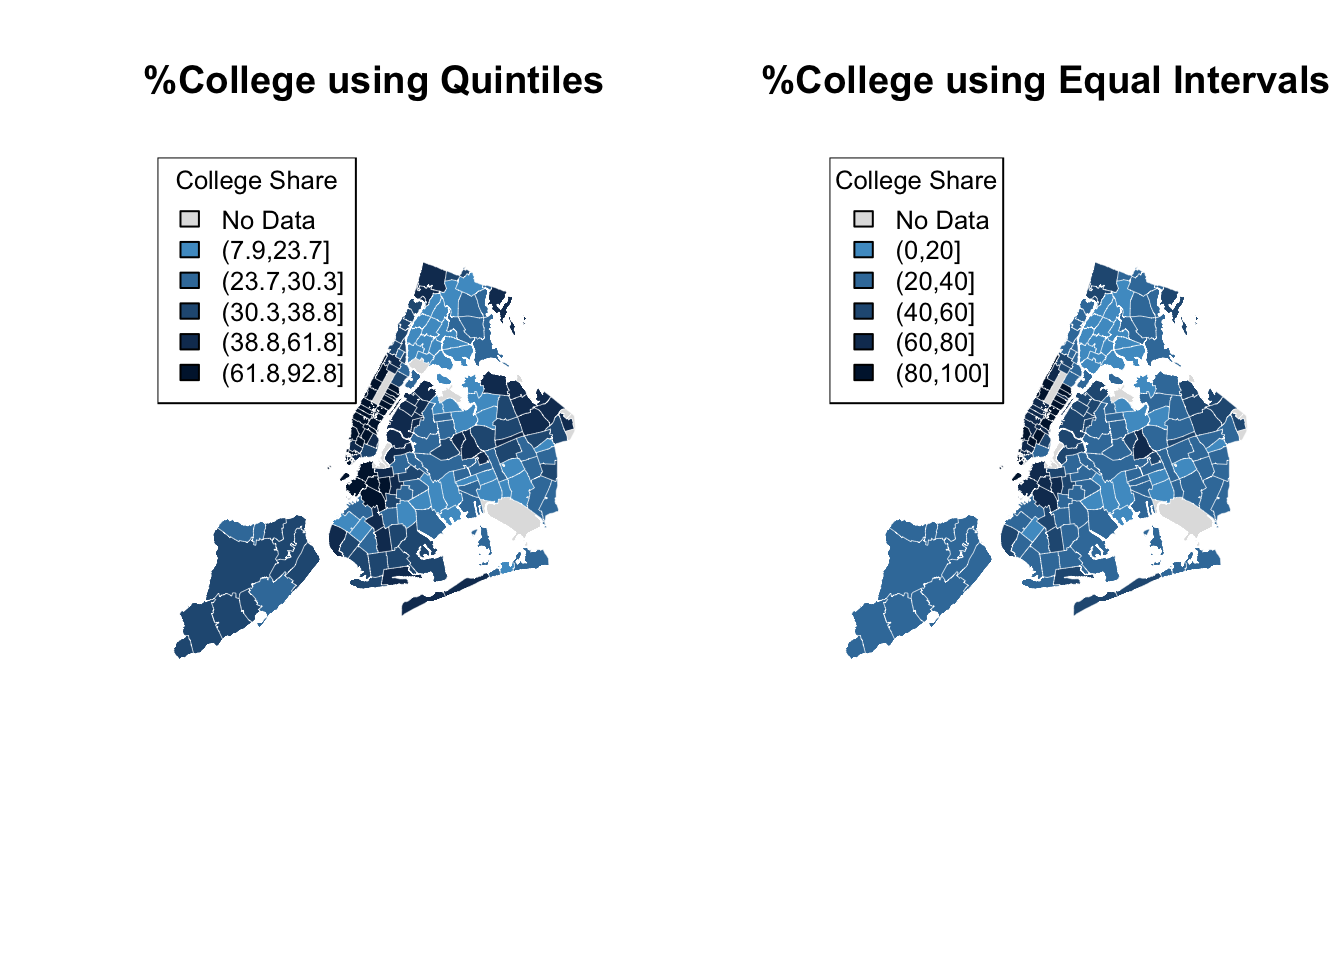 %College using Quintiles
College Share
No Data
(7.9,23.7]
(23.7,30.3]
(30.3,38.8]
(38.8,61.8]
(61.8,92.8]
%College using Equal Intervals
College Share
No Data
(0,20]
(20,40]
(40,60]
(60,80]
(80,100]